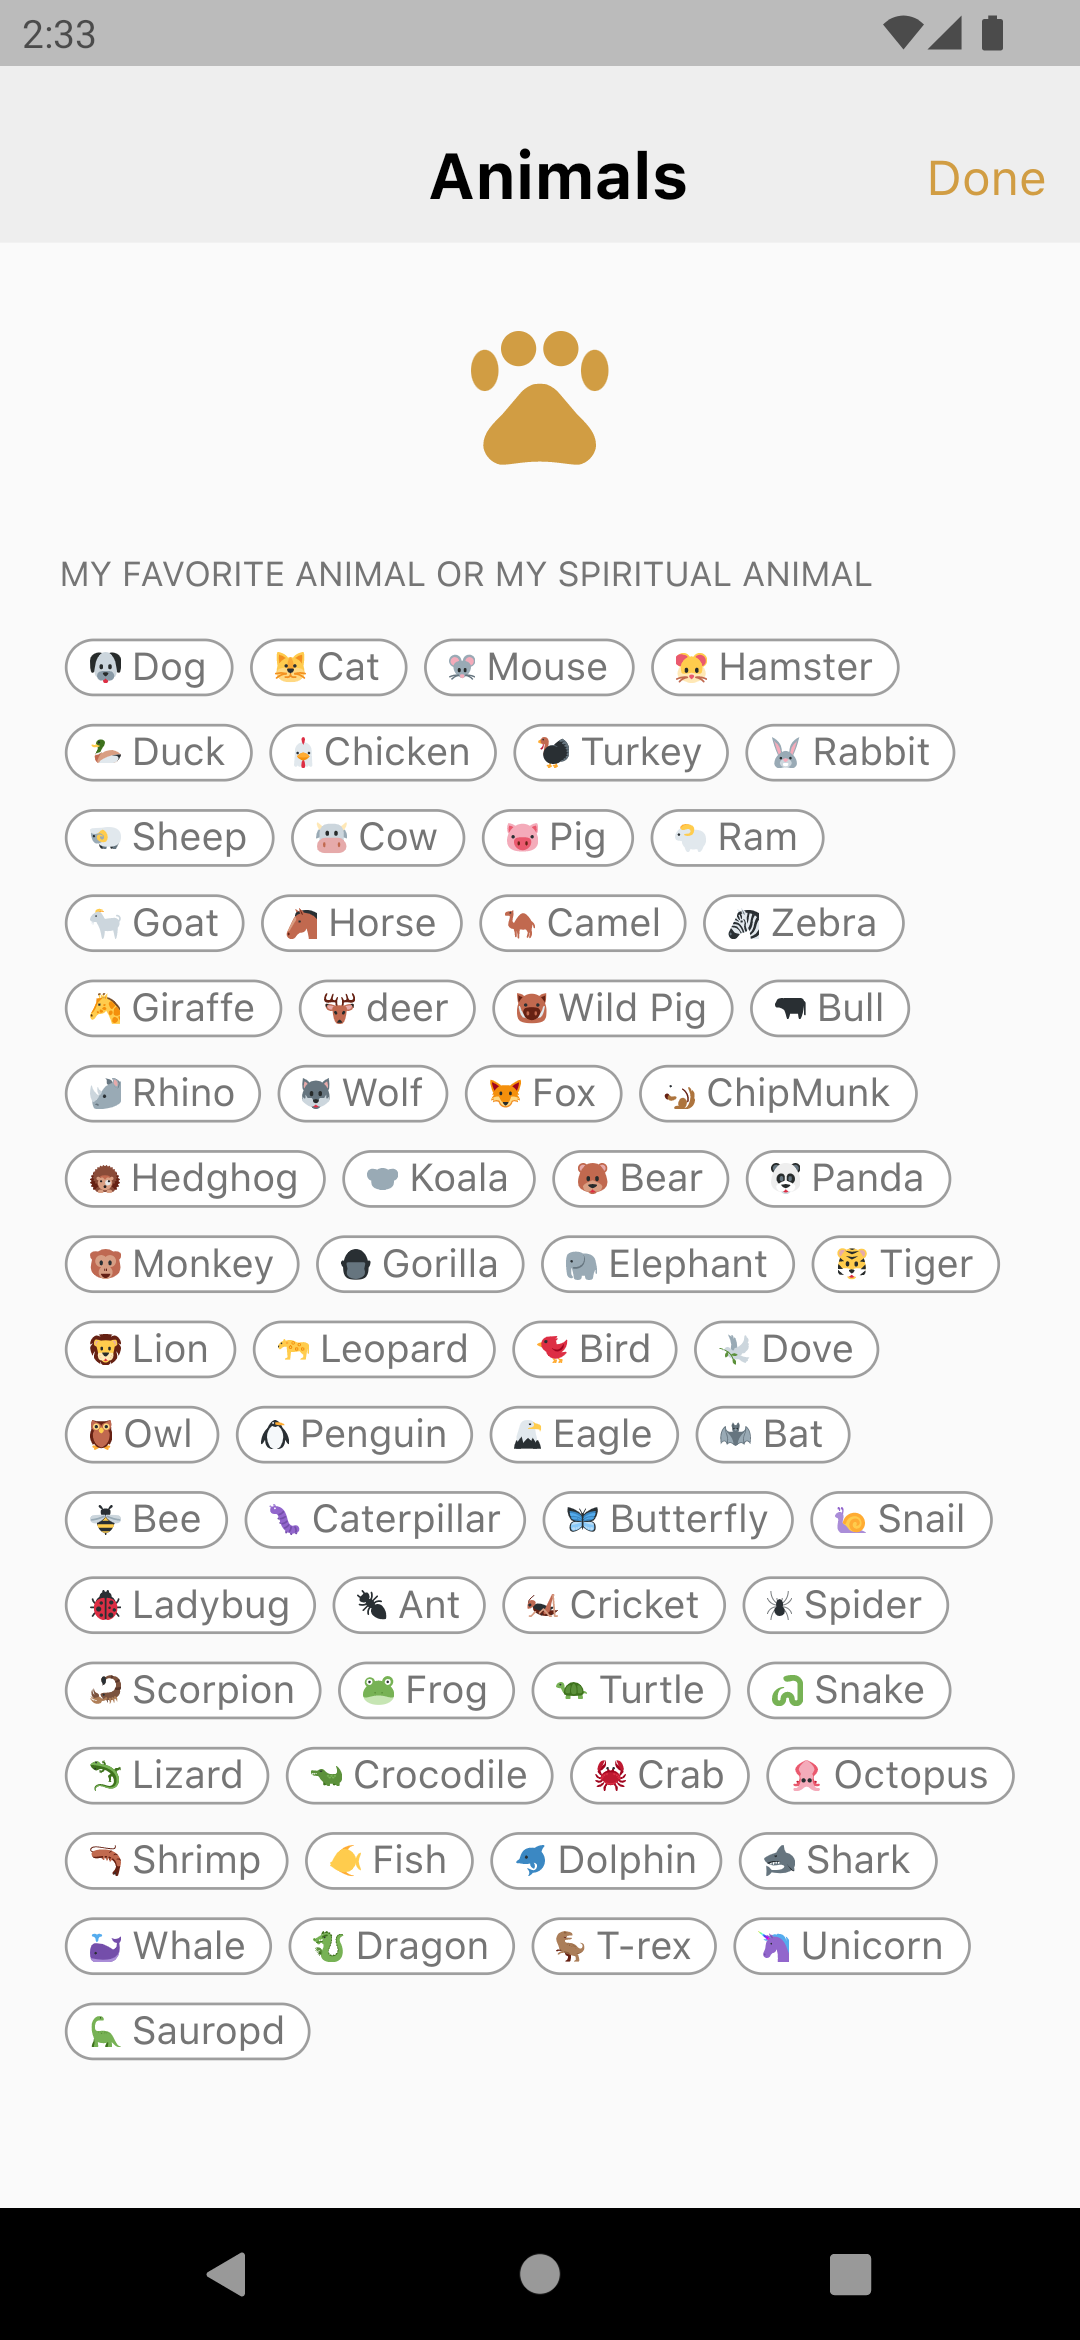 2:33
Animals
Done
MY FAVORITE ANIMAL OR MY SPIRITUAL ANIMAL
Dog Cat Mouse Hamster
Duck Chicken Turkey Rabbit
Sheep Cow Pig Ram
Goat Horse Camel Zebra
Giraffe deer Wild Pig Bull
Rhino Wolf Fox ChipMunk
Hedghog Koala Bear Panda
Monkey Gorilla Elephant Tiger
Lion Leopard Bird Dove
Owl Penguin Eagle Bat
Bee Caterpillar Butterfly Snail
Ladybug Ant Cricket Spider
Scorpion Frog Turtle Snake
Lizard Crocodile Crab Octopus
Shrimp Fish Dolphin Shark
Whale Dragon T-rex Unicorn
Sauropd